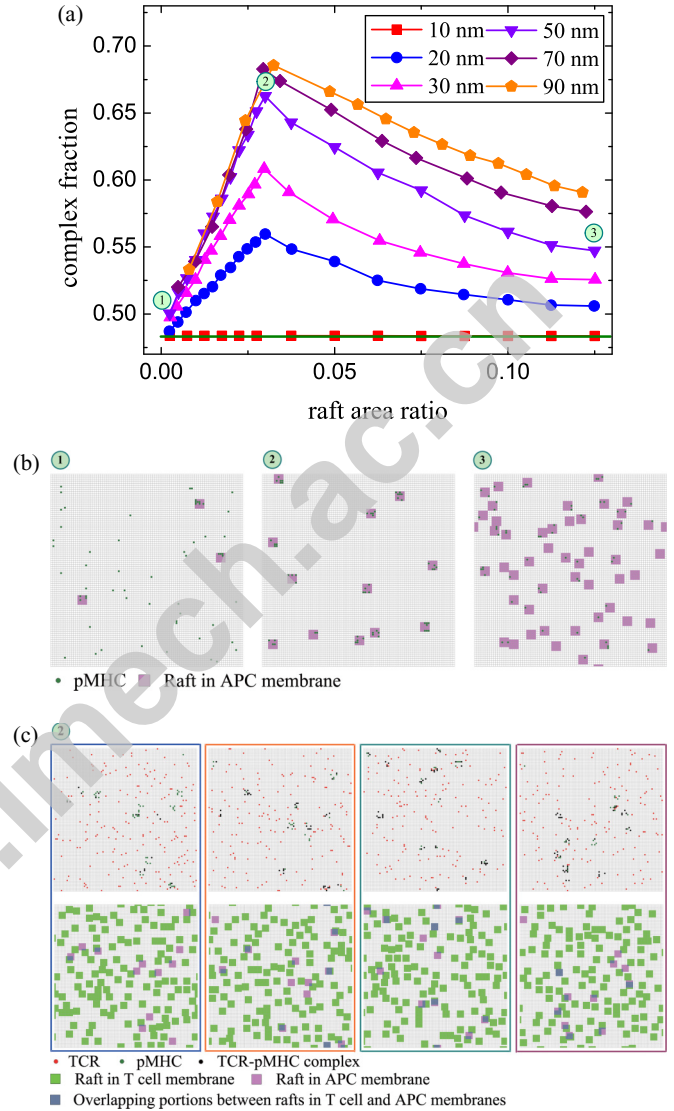 (a)
10 nm 50 nm
20 nm 70 nm
30 nm 90 nm
0.70
0.65
0.60
0.55
0.50
complex fraction
1
2
3
0.00 0.05 0.10
raft area ratio
(b)
1 2 3
pMHC Raft in APC membrane
(c)
2
TCR pMHC TCR-pMHC complex
Raft in T cell membrane Raft in APC membrane
Overlapping portions between rafts in T cell and APC membranes
.imech.ac.cn